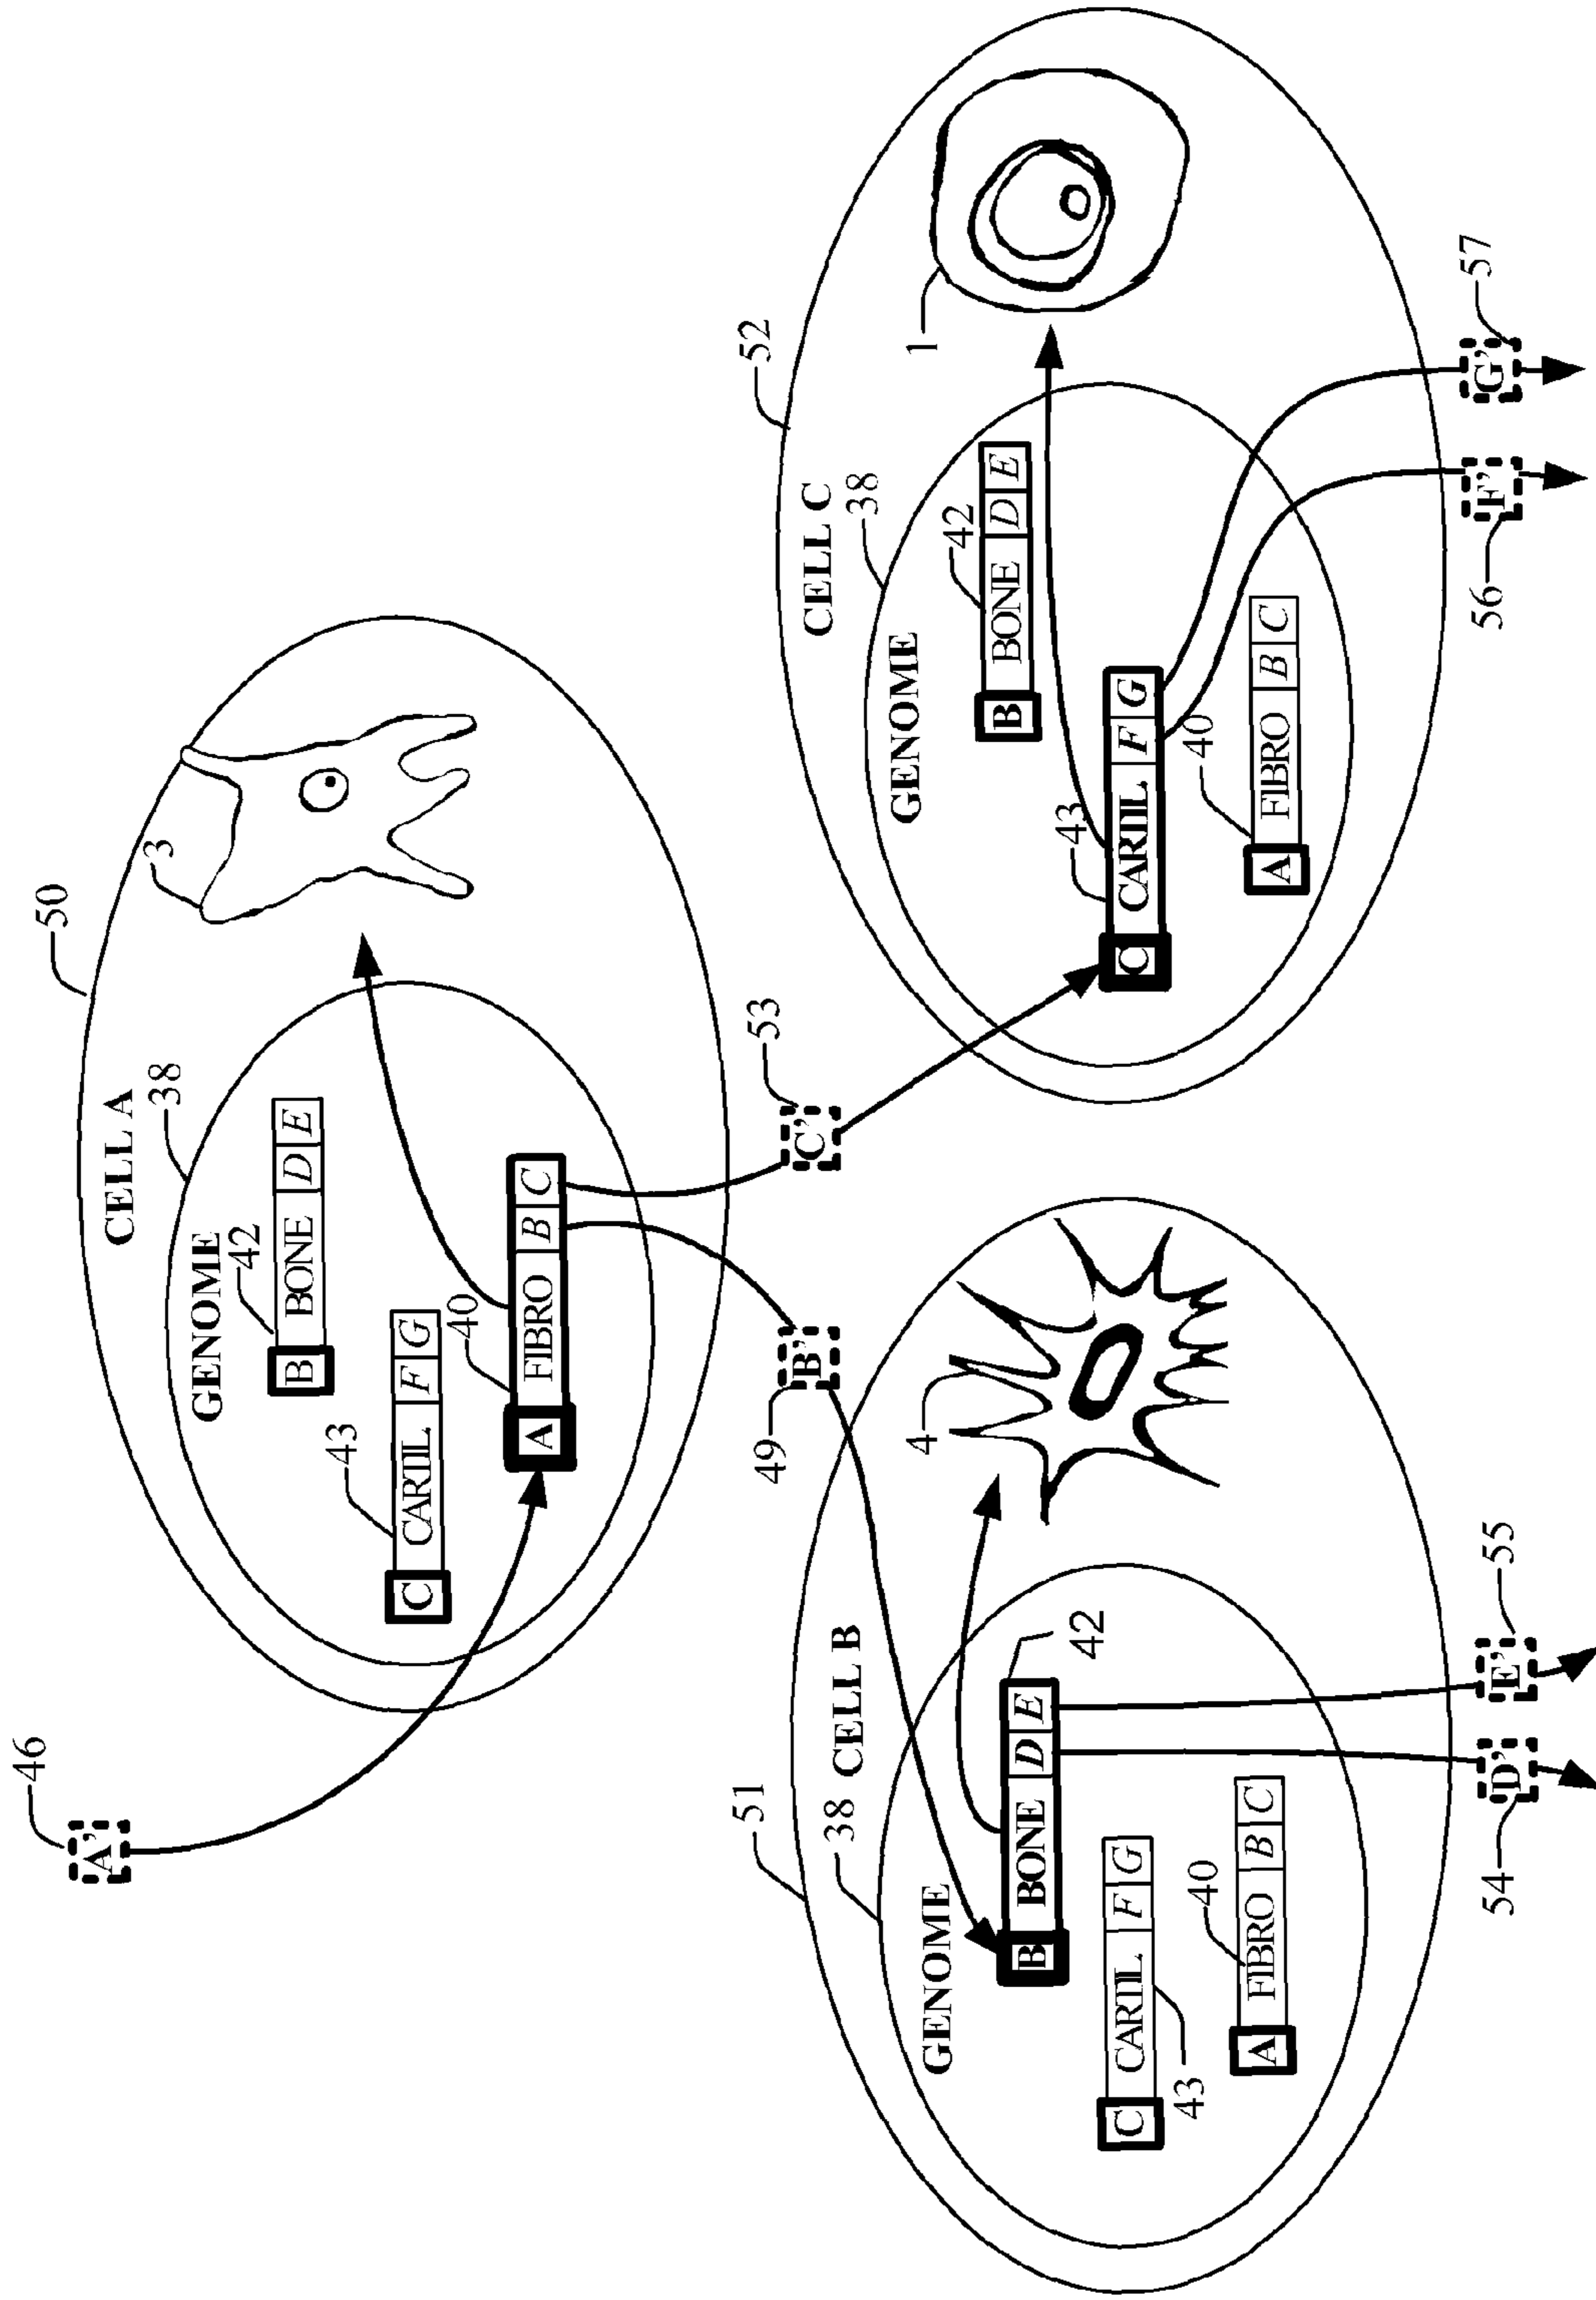 A'
46
50
CELL A
38
GENOME
42
B BONE D E
43
C CARTIL F G
40
A FIBRO B C
3
49
B'
C'
53
51
38 CELL B
GENOME
B BONE D E
42
C CARTIL F G
43
40
A FIBRO B C
4
54
D'
E'
55
52
CELL C
38
GENOME
42
B BONE D E
43
C CARTIL F G
40
A FIBRO B C
1
56
F'
G'
57